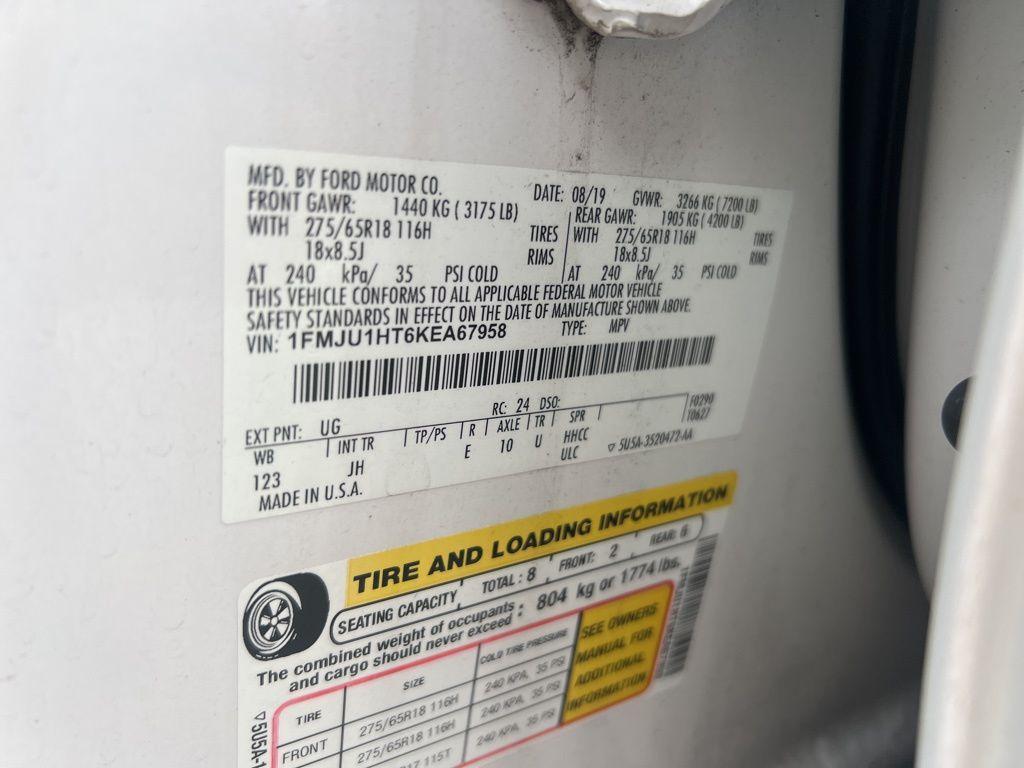 MFD. BY FORD MOTOR CO. DATE: 08/19 GVWR: 3266 KG (7200 LB)
FRONT GAWR: 1440 KG (3175 LB) REAR GAWR: 1905 KG (4200 LB)
WITH 275/65R18 116H TIRES WITH 275/65R18 116H TIRES
18x8.5J RIMS 18x8.5J RIMS
AT 240 kPa/ 35 PSI COLD AT 240 kPa/ 35 PSI COLD
THIS VEHICLE CONFORMS TO ALL APPLICABLE FEDERAL MOTOR VEHICLE
SAFETY STANDARDS IN EFFECT ON THE DATE OF MANUFACTURE SHOWN ABOVE.
VIN: 1FMJU1HT6KEA67958 TYPE: MPV
EXT PNT: UG RC: 24 DSO: F0290
WB INT TR TP/PS R AXLE TR SPR T0627
123 JH E 10 U HHCC
ULC ▽ 5U5A-3520472-AA
MADE IN U.S.A.
TIRE AND LOADING INFORMATION
SEATING CAPACITY TOTAL: 8 FRONT: 2 REAR: 6
The combined weight of occupants : 804 kg or 1774 lbs.
and cargo should never exceed
TIRE SIZE COLD TIRE PRESSURE
FRONT 275/65R18 116H 240 KPA, 35 PSI
275/65R18 116H 240 KPA, 35 PSI
115T 240 KPA, 35 PSI
SEE OWNERS
MANUAL FOR
ADDITIONAL
INFORMATION
▽5U5A-1